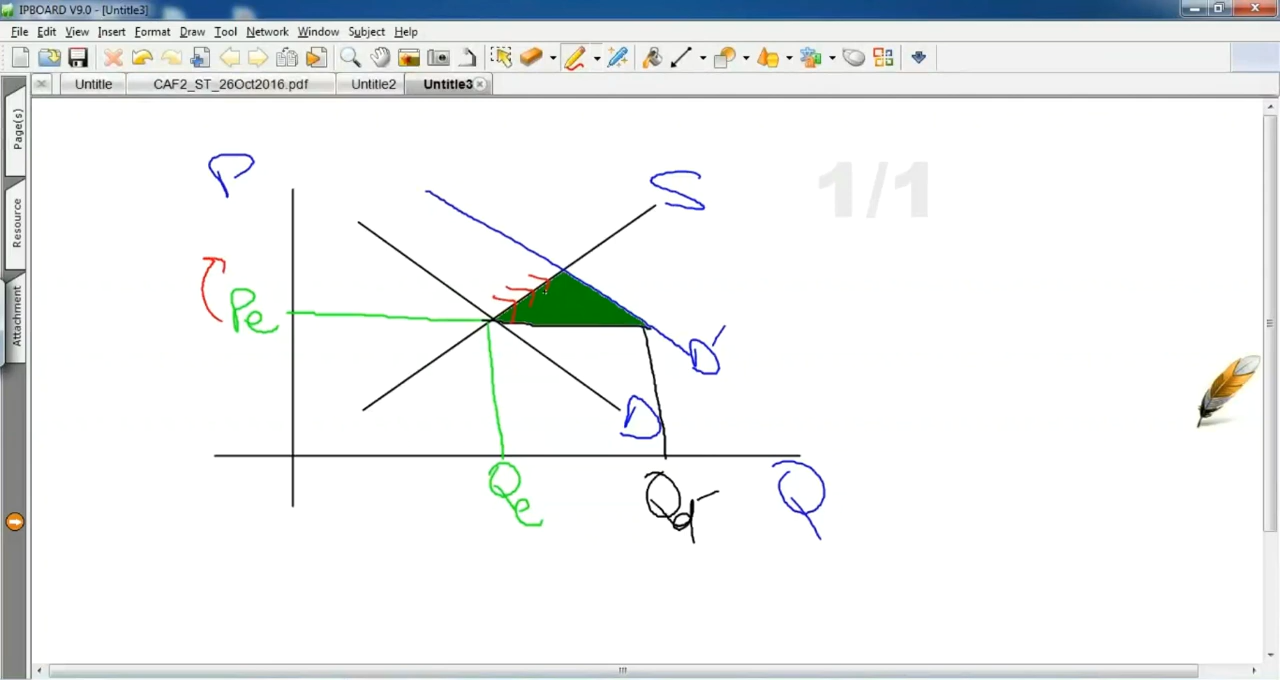 IPBOARD V9.0 - [Untitle3]
File Edit View Insert Format Draw Tool Network Window Subject Help
Untitle CAF2_ST_26Oct2016.pdf Untitle2 Untitle3
Page(s)
Resource
Attachment
1/1
P
S
Pe
D'
D
Qe
Qd'
Q